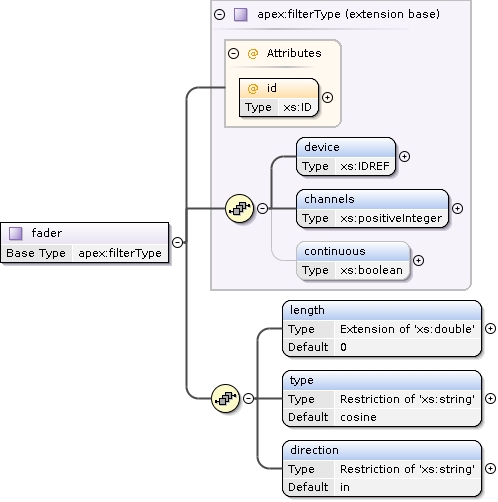 apex:filterType (extension base)
@ Attributes
@ id
Type xs:ID
device
Type xs:IDREF
channels
Type xs:positiveInteger
continuous
Type xs:boolean
fader
Base Type apex:filterType
length
Type Extension of 'xs:double'
Default 0
type
Type Restriction of 'xs:string'
Default cosine
direction
Type Restriction of 'xs:string'
Default in